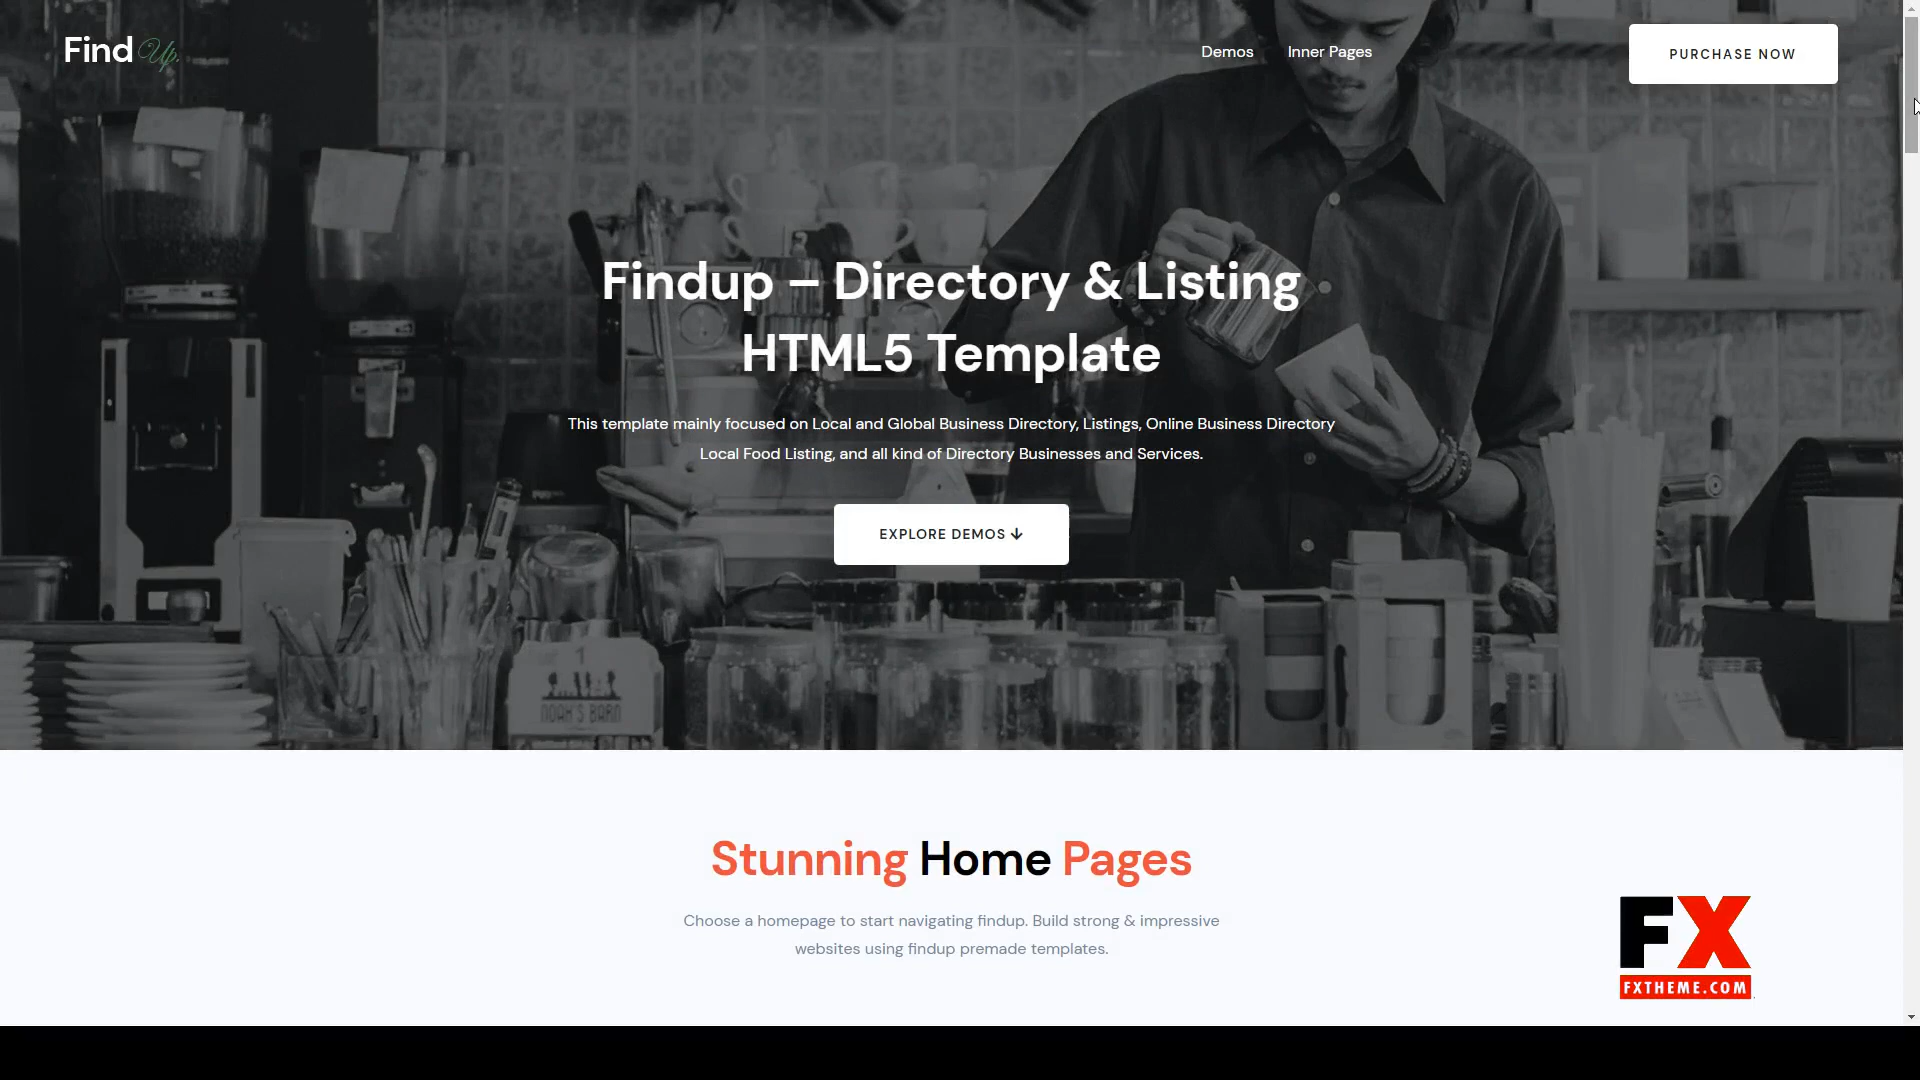 Find Up.
Demos
Inner Pages
PURCHASE NOW
Findup – Directory & Listing
HTML5 Template
This template mainly focused on Local and Global Business Directory, Listings, Online Business Directory
Local Food Listing, and all kind of Directory Businesses and Services.
EXPLORE DEMOS
1
NOAH'S BARN
Stunning Home Pages
Choose a homepage to start navigating findup. Build strong & impressive
websites using findup premade templates.
FX
FXTHEME.COM